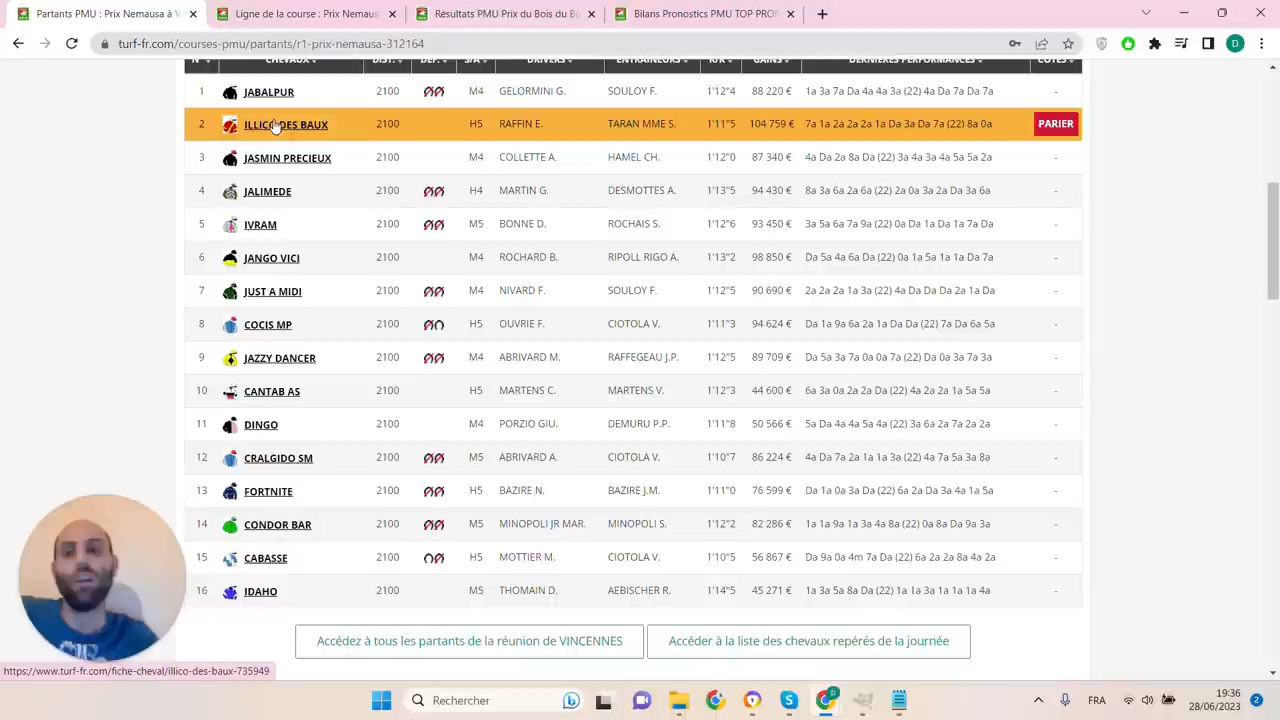 Partants PMU : Prix Nemausa à V
Ligne de la course : Prix Nemaus
Résultats PMU Prix du Bois du Bo
Bilans Pronostics PMU TOP PRO
turf-fr.com/courses-pmu/partants/r1-prix-nemausa-312164
N° CHEVAUX DIST. DEF. S/A DRIVERS ENTRAINEURS R/K GAINS DERNIÈRES PERFORMANCES COTES
1 JABALPUR 2100 M4 GELORMINI G. SOULOY F. 1'12"4 88 220 € 1a 3a 7a Da 4a 4a 3a (22) 4a Da 7a Da 7a -
2 ILLICO DES BAUX 2100 H5 RAFFIN E. TARAN MME S. 1'11"5 104 759 € 7a 1a 2a 2a 2a 1a Da 3a Da 7a (22) 8a 0a PARIER
3 JASMIN PRECIEUX 2100 M4 COLLETTE A. HAMEL CH. 1'12"0 87 340 € 4a Da 2a 8a Da (22) 3a 4a 3a 4a 5a 5a 2a -
4 JALIMEDE 2100 H4 MARTIN G. DESMOTTES A. 1'13"5 94 430 € 8a 3a 6a 2a 6a (22) 2a 0a 3a 2a Da 3a 6a -
5 IVRAM 2100 M5 BONNE D. ROCHAIS S. 1'12"6 93 450 € 3a 5a 6a 7a 9a (22) 0a Da 1a Da 1a 7a Da -
6 JANGO VICI 2100 M4 ROCHARD B. RIPOLL RIGO A. 1'13"2 98 850 € Da 5a 4a 6a Da (22) 0a 1a 5a 1a 1a Da 7a -
7 JUST A MIDI 2100 M4 NIVARD F. SOULOY F. 1'12"5 90 690 € 2a 2a 2a 1a 3a (22) 4a Da Da Da 2a 1a Da -
8 COCIS MP 2100 H5 OUVRIE F. CIOTOLA V. 1'11"3 94 624 € Da 1a 9a 6a 2a 1a Da Da (22) 7a Da 6a 5a -
9 JAZZY DANCER 2100 M4 ABRIVARD M. RAFFEGEAU J.P. 1'12"5 89 709 € Da 5a 3a 7a 0a 0a 7a (22) Da 0a 3a 7a 3a -
10 CANTAB AS 2100 H5 MARTENS C. MARTENS V. 1'12"3 44 600 € 6a 3a 0a 2a 2a Da (22) 4a 2a 2a 1a 5a 5a -
11 DINGO 2100 M4 PORZIO GIU. DEMURU P.P. 1'11"8 50 566 € 5a Da 4a 4a 5a 4a (22) 3a 6a 2a 7a 2a 2a -
12 CRALGIDO SM 2100 M5 ABRIVARD A. CIOTOLA V. 1'10"7 86 224 € 4a Da 7a 2a 1a 1a 3a (22) 4a 7a 5a 3a 8a -
13 FORTNITE 2100 H5 BAZIRE N. BAZIRE J.M. 1'11"0 76 599 € Da 1a 0a 3a Da (22) 6a 2a Da 3a 4a 1a 5a -
14 CONDOR BAR 2100 M5 MINOPOLI JR MAR. MINOPOLI S. 1'12"2 82 286 € 1a 1a 9a 1a 3a 4a 8a (22) 0a 8a Da 9a 3a -
15 CABASSE 2100 H5 MOTTIER M. CIOTOLA V. 1'10"5 56 867 € Da 9a 0a 4m 7a Da (22) 6a 2a 2a 8a 4a 2a -
16 IDAHO 2100 M5 THOMAIN D. AEBISCHER R. 1'14"5 45 271 € 1a 3a 5a 8a Da (22) 1a 1a 3a 1a 1a 1a 4a -
Accédez à tous les partants de la réunion de VINCENNES
Accéder à la liste des chevaux repérés de la journée
https://www.turf-fr.com/fiche-cheval/illico-des-baux-735949
Rechercher
FRA
19:36
28/06/2023